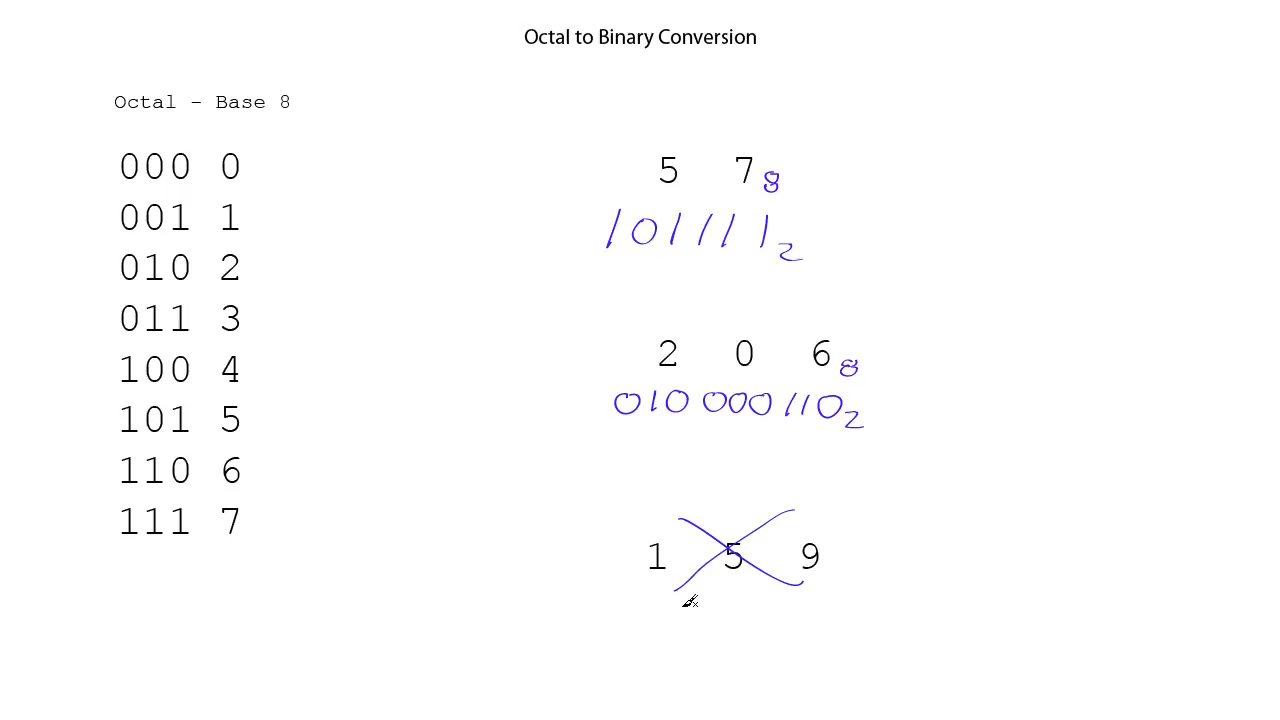 Octal to Binary Conversion
Octal - Base 8
000 0
001 1
010 2
011 3
100 4
101 5
110 6
111 7
5 7 8
101111 2
2 0 6 8
010 000 110 2
1 5 9